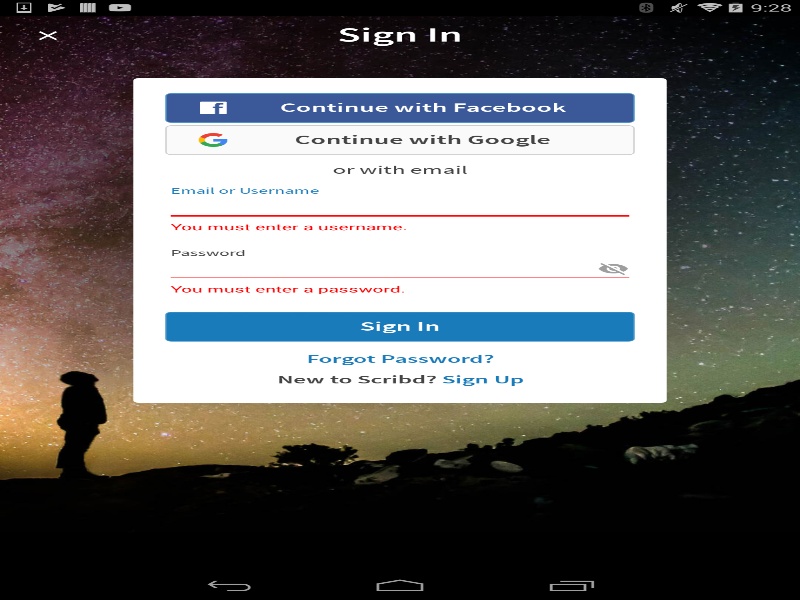 9:28
Sign In
Continue with Facebook
Continue with Google
or with email
Email or Username
You must enter a username.
Password
You must enter a password.
Sign In
Forgot Password?
New to Scribd? Sign Up